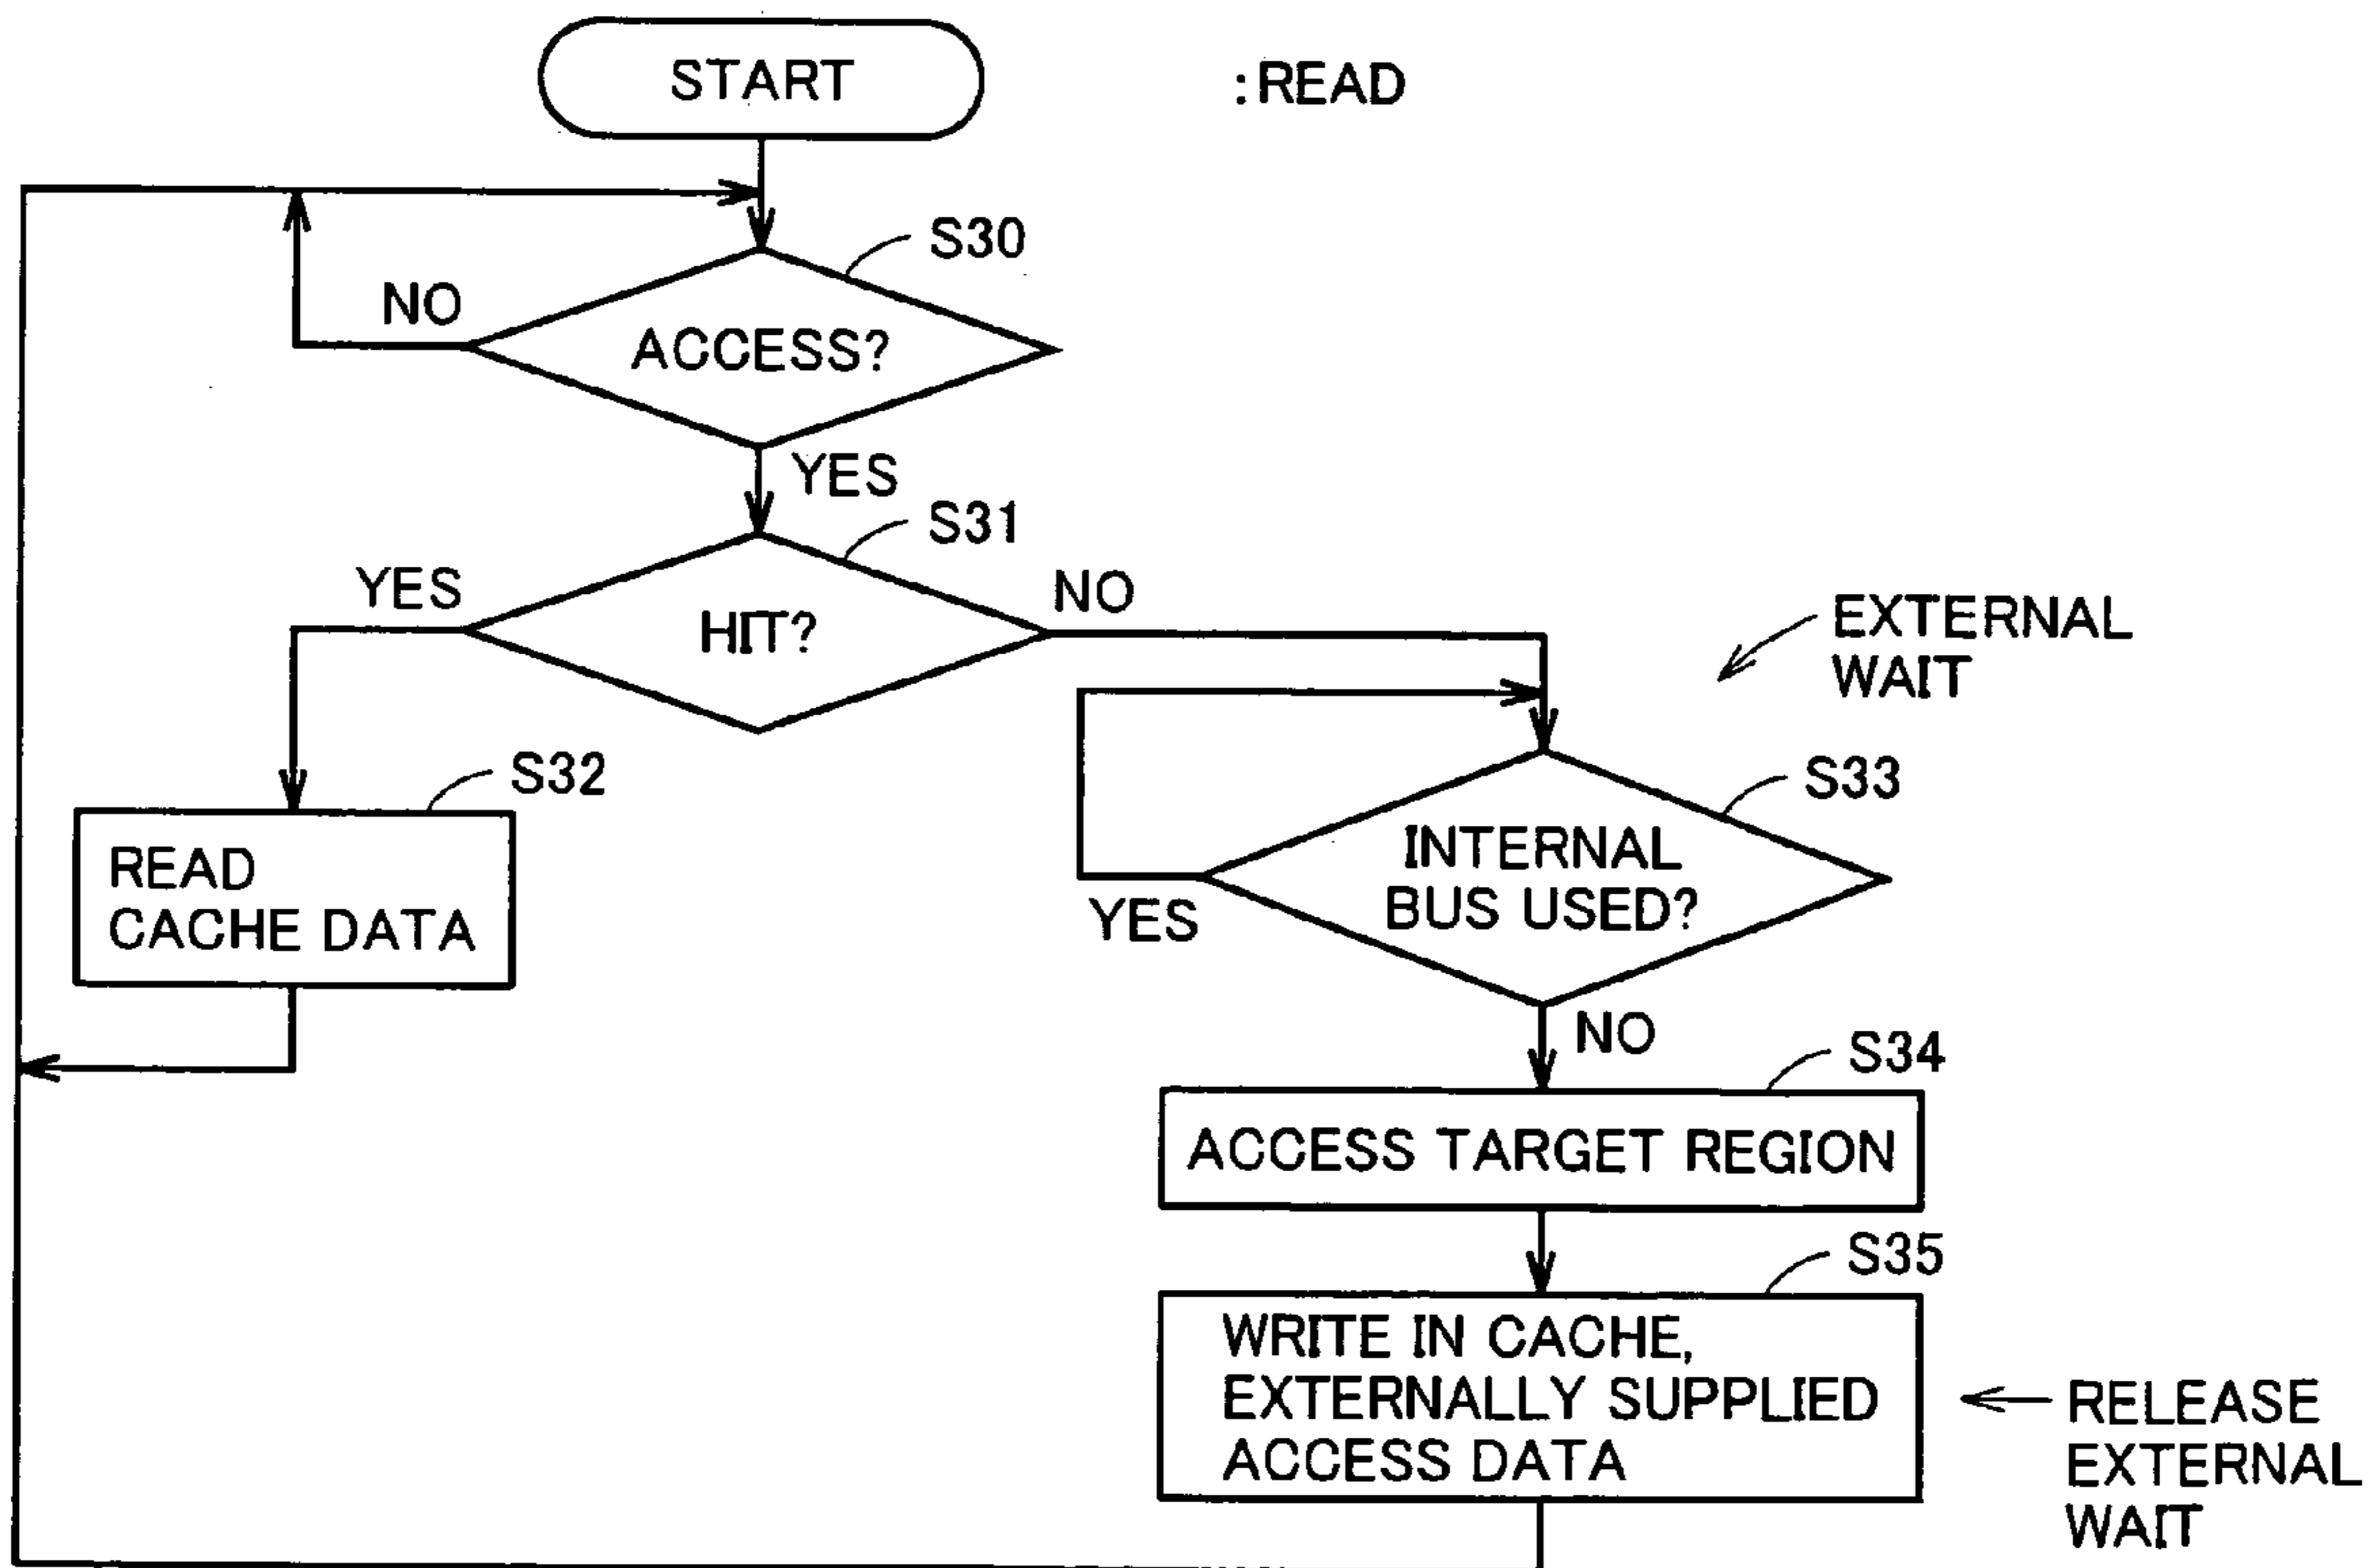 START
:READ
S30
NO
ACCESS?
YES
S31
YES
HIT?
NO
EXTERNAL
WAIT
S32
READ
CACHE DATA
S33
INTERNAL
BUS USED?
YES
NO
S34
ACCESS TARGET REGION
S35
WRITE IN CACHE,
EXTERNALLY SUPPLIED
ACCESS DATA
RELEASE
EXTERNAL
WAIT